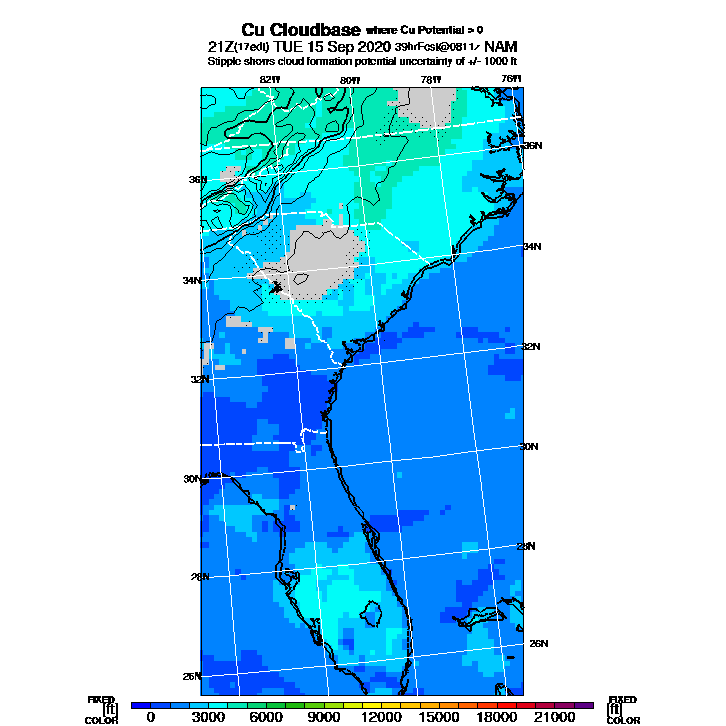 Cu Cloudbase where Cu Potential > 0
21Z(17edt) TUE 15 Sep 2020 39hrFcst@0811z NAM
Stipple shows cloud formation potential uncertainty of +/- 1000 ft
82W 80W 78W 76W
36N 36N
34N 34N
32N 32N
30N 30N
28N 28N
26N 26N
FIXED FIXED
[ft] [ft]
COLOR COLOR
0 3000 6000 9000 12000 15000 18000 21000